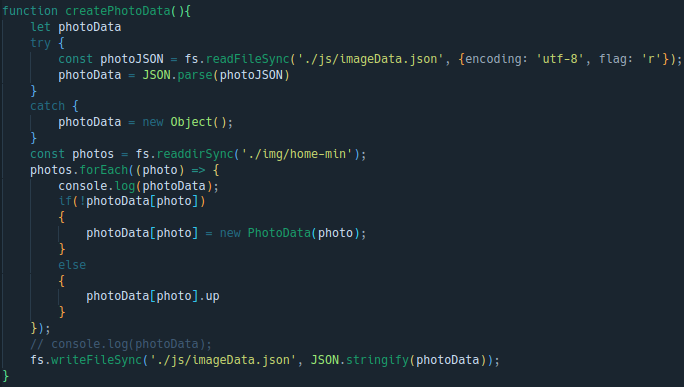 function createPhotoData(){
    let photoData
    try {
        const photoJSON = fs.readFileSync('./js/imageData.json', {encoding: 'utf-8', flag: 'r'});
        photoData = JSON.parse(photoJSON)
    }
    catch {
        photoData = new Object();
    }
    const photos = fs.readdirSync('./img/home-min');
    photos.forEach((photo) => {
        console.log(photoData);
        if(!photoData[photo])
        {
            photoData[photo] = new PhotoData(photo);
        }
        else
        {
            photoData[photo].up
        }
    });
    // console.log(photoData);
    fs.writeFileSync('./js/imageData.json', JSON.stringify(photoData));
}